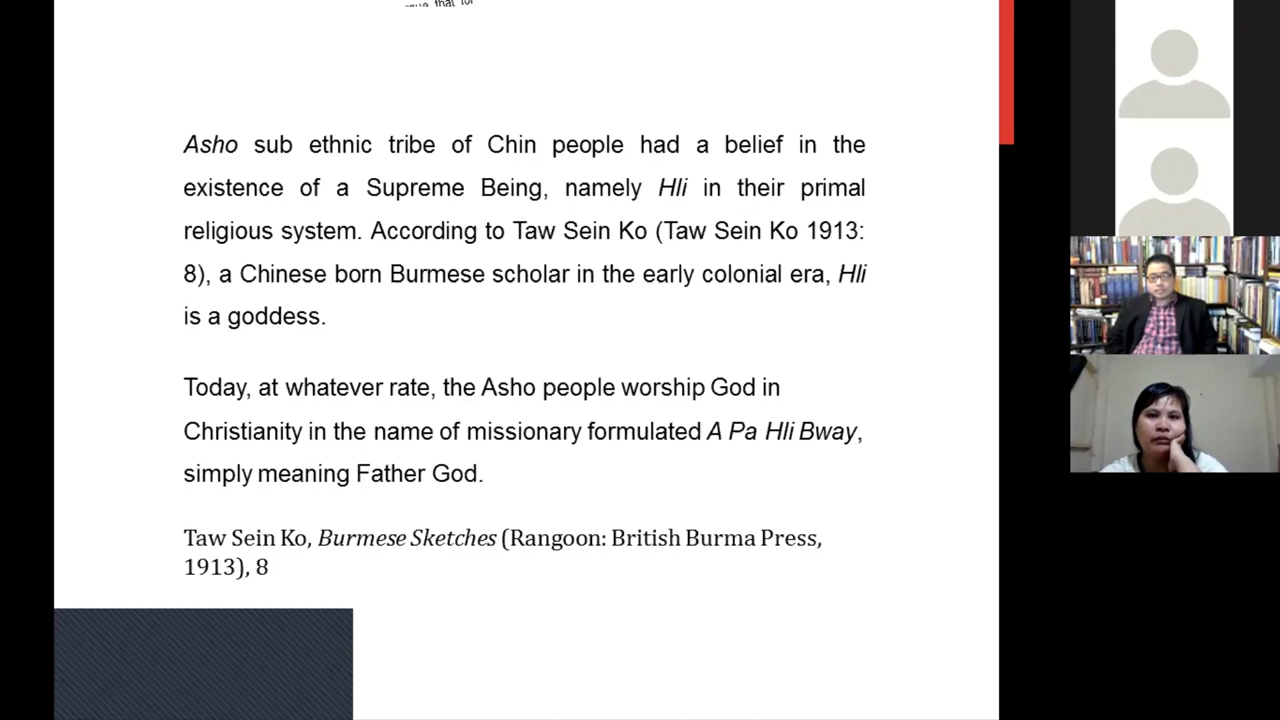 that for
Asho sub ethnic tribe of Chin people had a belief in the
existence of a Supreme Being, namely Hli in their primal
religious system. According to Taw Sein Ko (Taw Sein Ko 1913:
8), a Chinese born Burmese scholar in the early colonial era, Hli
is a goddess.
Today, at whatever rate, the Asho people worship God in
Christianity in the name of missionary formulated A Pa Hli Bway,
simply meaning Father God.
Taw Sein Ko, Burmese Sketches (Rangoon: British Burma Press,
1913), 8